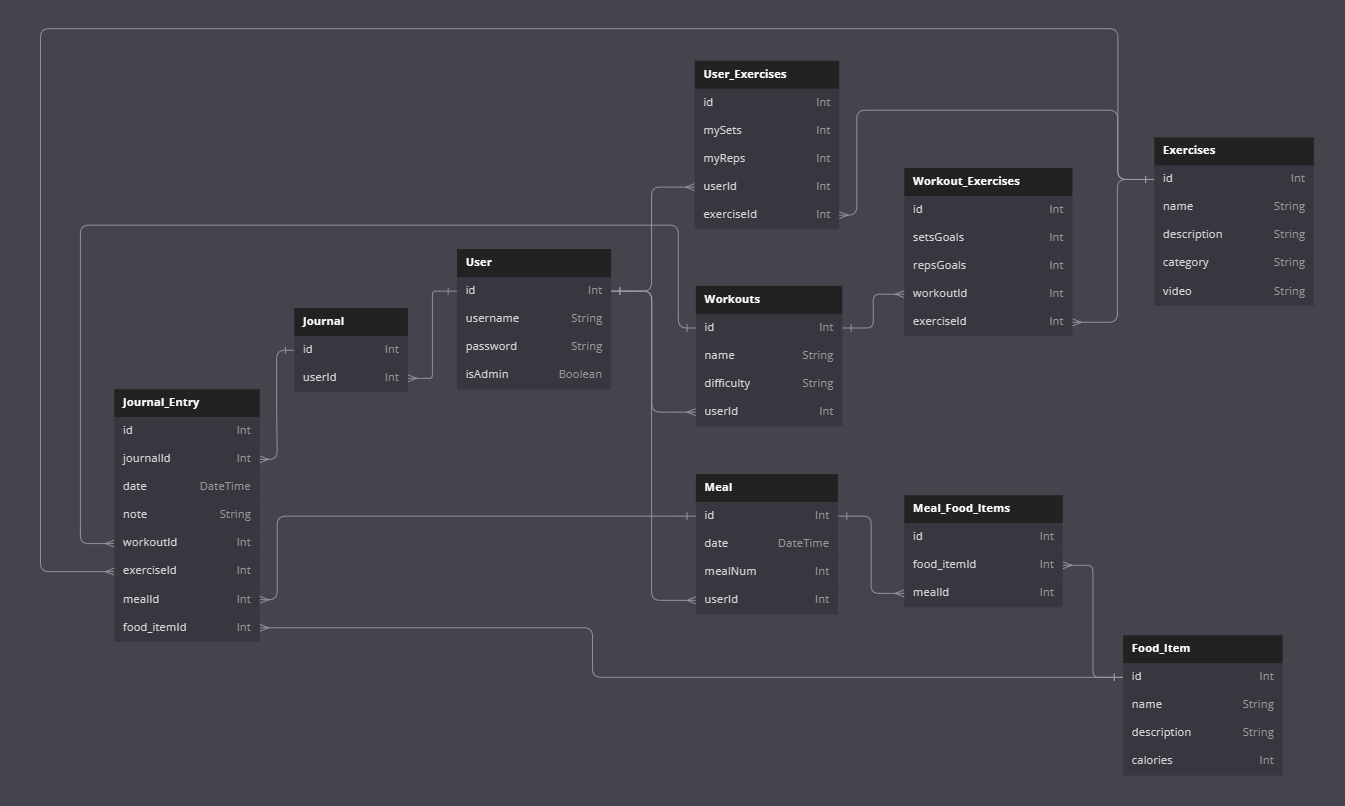 User_Exercises
id Int
mySets Int
myReps Int
userId Int
exerciseId Int
Exercises
id Int
name String
description String
category String
video String
Workout_Exercises
id Int
setsGoals Int
repsGoals Int
workoutId Int
exerciseId Int
User
id Int
username String
password String
isAdmin Boolean
Workouts
id Int
name String
difficulty String
userId Int
Journal
id Int
userId Int
Journal_Entry
id Int
journalId Int
date DateTime
note String
workoutId Int
exerciseId Int
mealId Int
food_itemId Int
Meal
id Int
date DateTime
mealNum Int
userId Int
Meal_Food_Items
id Int
food_itemId Int
mealId Int
Food_Item
id Int
name String
description String
calories Int